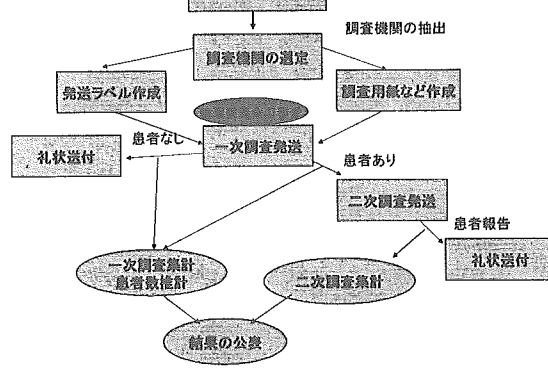 調査機関の抽出
調査機関の選定
発送ラベル作成
調査用紙など作成
患者なし
一次調査発送
患者あり
礼状送付
二次調査発送
患者報告
礼状送付
一次調査集計
患者数推計
二次調査集計
結果の公表